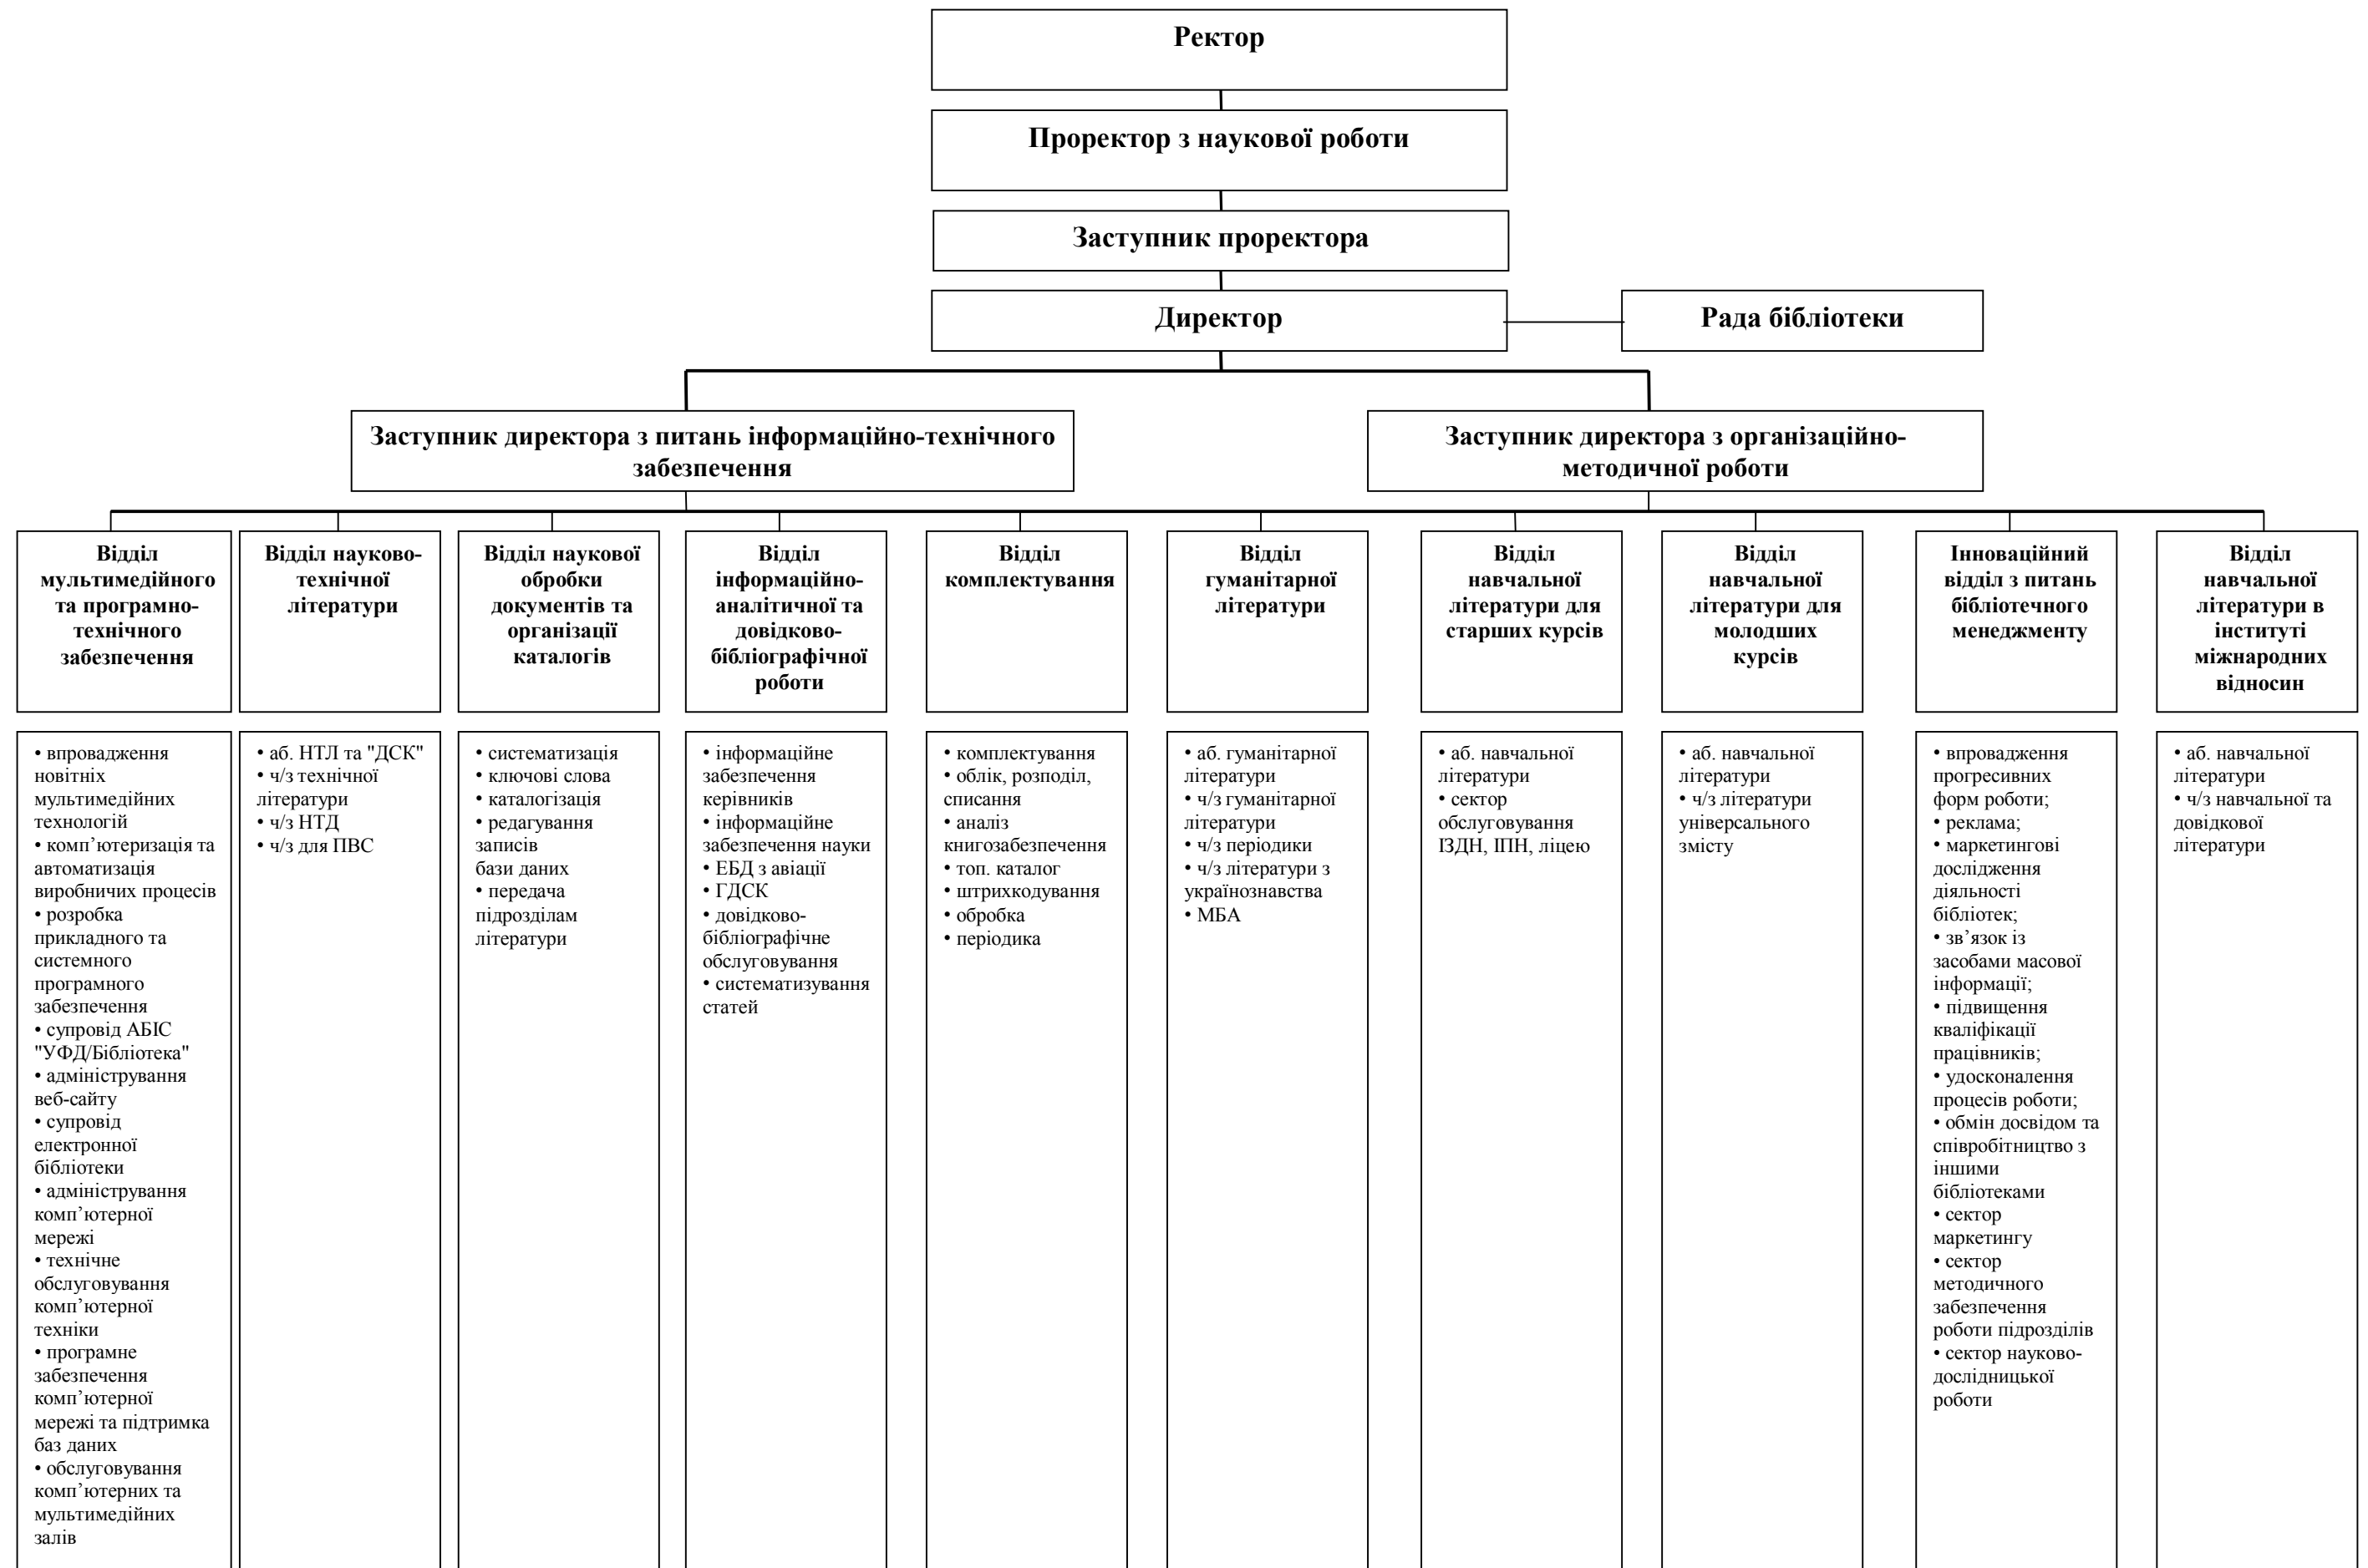 Ректор
Проректор з наукової роботи
Заступник проректора
Директор
Рада бібліотеки
Заступник директора з питань інформаційно-технічного
забезпечення
Заступник директора з організаційно-
методичної роботи
Відділ
мультимедійного
та програмно-
технічного
забезпечення
Відділ науково-
технічної
літератури
Відділ наукової
обробки
документів та
організації
каталогів
Відділ
інформаційно-
аналітичної та
довідково-
бібліографічної
роботи
Відділ
комплектування
Відділ
гуманітарної
літератури
Відділ
навчальної
літератури для
старших курсів
Відділ
навчальної
літератури для
молодших
курсів
Інноваційний
відділ з питань
бібліотечного
менеджменту
Відділ
навчальної
літератури в
інституті
міжнародних
відносин
• впровадження
новітніх
мультимедійних
технологій
• комп’ютеризація та
автоматизація
виробничих процесів
• розробка
прикладного та
системного
програмного
забезпечення
• супровід АБІС
"УФД/Бібліотека"
• адміністрування
веб-сайту
• супровід
електронної
бібліотеки
• адміністрування
комп’ютерної
мережі
• технічне
обслуговування
комп’ютерної
техніки
• програмне
забезпечення
комп’ютерної
мережі та підтримка
баз даних
• обслуговування
комп’ютерних та
мультимедійних
залів
• аб. НТЛ та "ДСК"
• ч/з технічної
літератури
• ч/з НТД
• ч/з для ПВС
• систематизація
• ключові слова
• каталогізація
• редагування
записів
бази даних
• передача
підрозділам
літератури
• інформаційне
забезпечення
керівників
• інформаційне
забезпечення науки
• ЕБД з авіації
• ГДСК
• довідково-
бібліографічне
обслуговування
• систематизування
статей
• комплектування
• облік, розподіл,
списання
• аналіз
книгозабезпечення
• топ. каталог
• штрихкодування
• обробка
• періодика
• аб. гуманітарної
літератури
• ч/з гуманітарної
літератури
• ч/з періодики
• ч/з літератури з
українознавства
• МБА
• аб. навчальної
літератури
• сектор
обслуговування
ІЗДН, ІПН, ліцею
• аб. навчальної
літератури
• ч/з літератури
універсального
змісту
• впровадження
прогресивних
форм роботи;
• реклама;
• маркетингові
дослідження
діяльності
бібліотек;
• зв’язок із
засобами масової
інформації;
• підвищення
кваліфікації
працівників;
• удосконалення
процесів роботи;
• обмін досвідом та
співробітництво з
іншими
бібліотеками
• сектор
маркетингу
• сектор
методичного
забезпечення
роботи підрозділів
• сектор науково-
дослідницької
роботи
• аб. навчальної
літератури
• ч/з навчальної та
довідкової
літератури